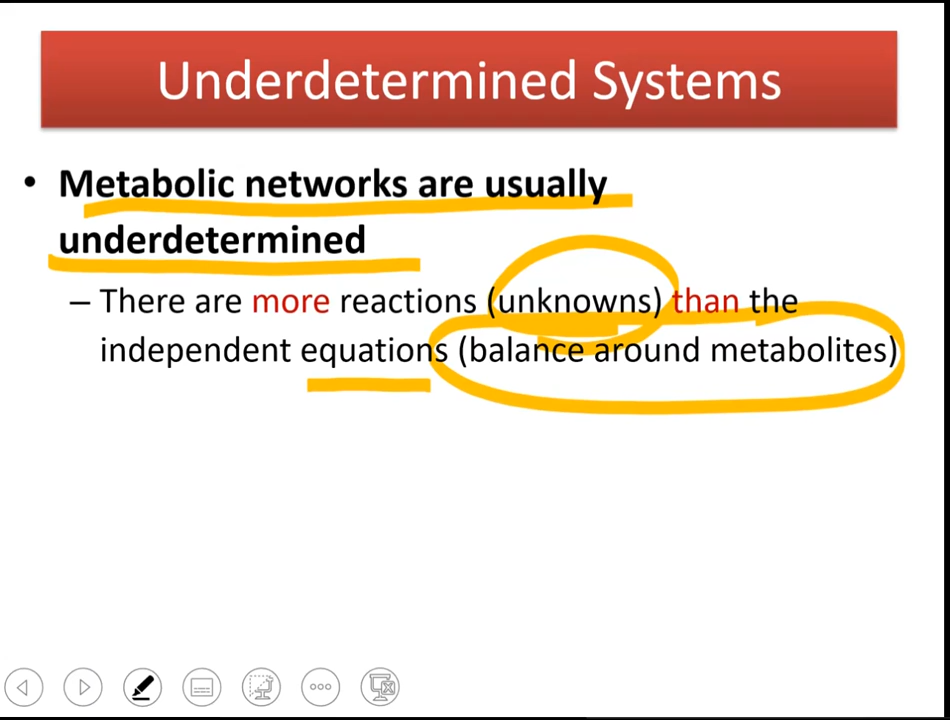 Underdetermined Systems
• Metabolic networks are usually
underdetermined
– There are more reactions (unknowns) than the
independent equations (balance around metabolites)